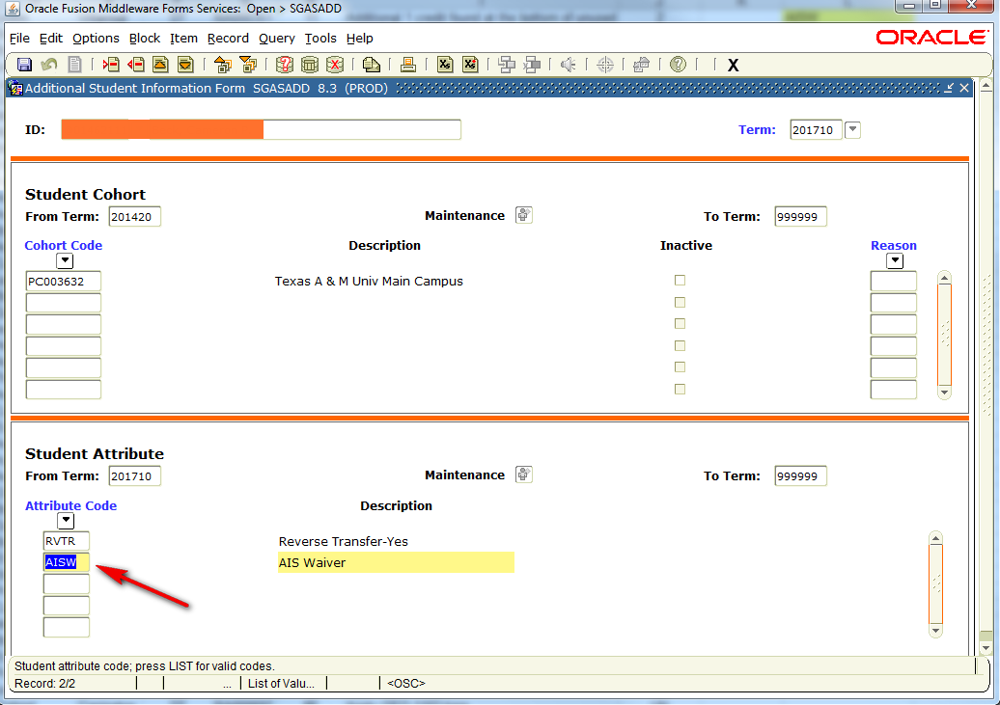 Oracle Fusion Middleware Forms Services: Open > SGASADD
File Edit Options Block Item Record Query Tools Help
ORACLE
X
Additional Student Information Form SGASADD 8.3 (PROD)
ID:
Term: 201710
Student Cohort
From Term: 201420 Maintenance To Term: 999999
Cohort Code Description Inactive Reason
PC003632 Texas A & M Univ Main Campus
Student Attribute
From Term: 201710 Maintenance To Term: 999999
Attribute Code Description
RVTR Reverse Transfer-Yes
AISW AIS Waiver
Student attribute code; press LIST for valid codes.
Record: 2/2 ... List of Valu... <OSC>